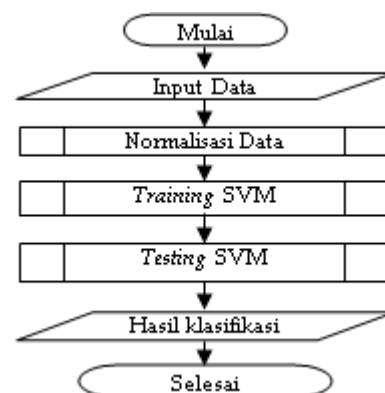 Mulai
Input Data
Normalisasi Data
Training SVM
Testing SVM
Hasil klasifikasi
Selesai